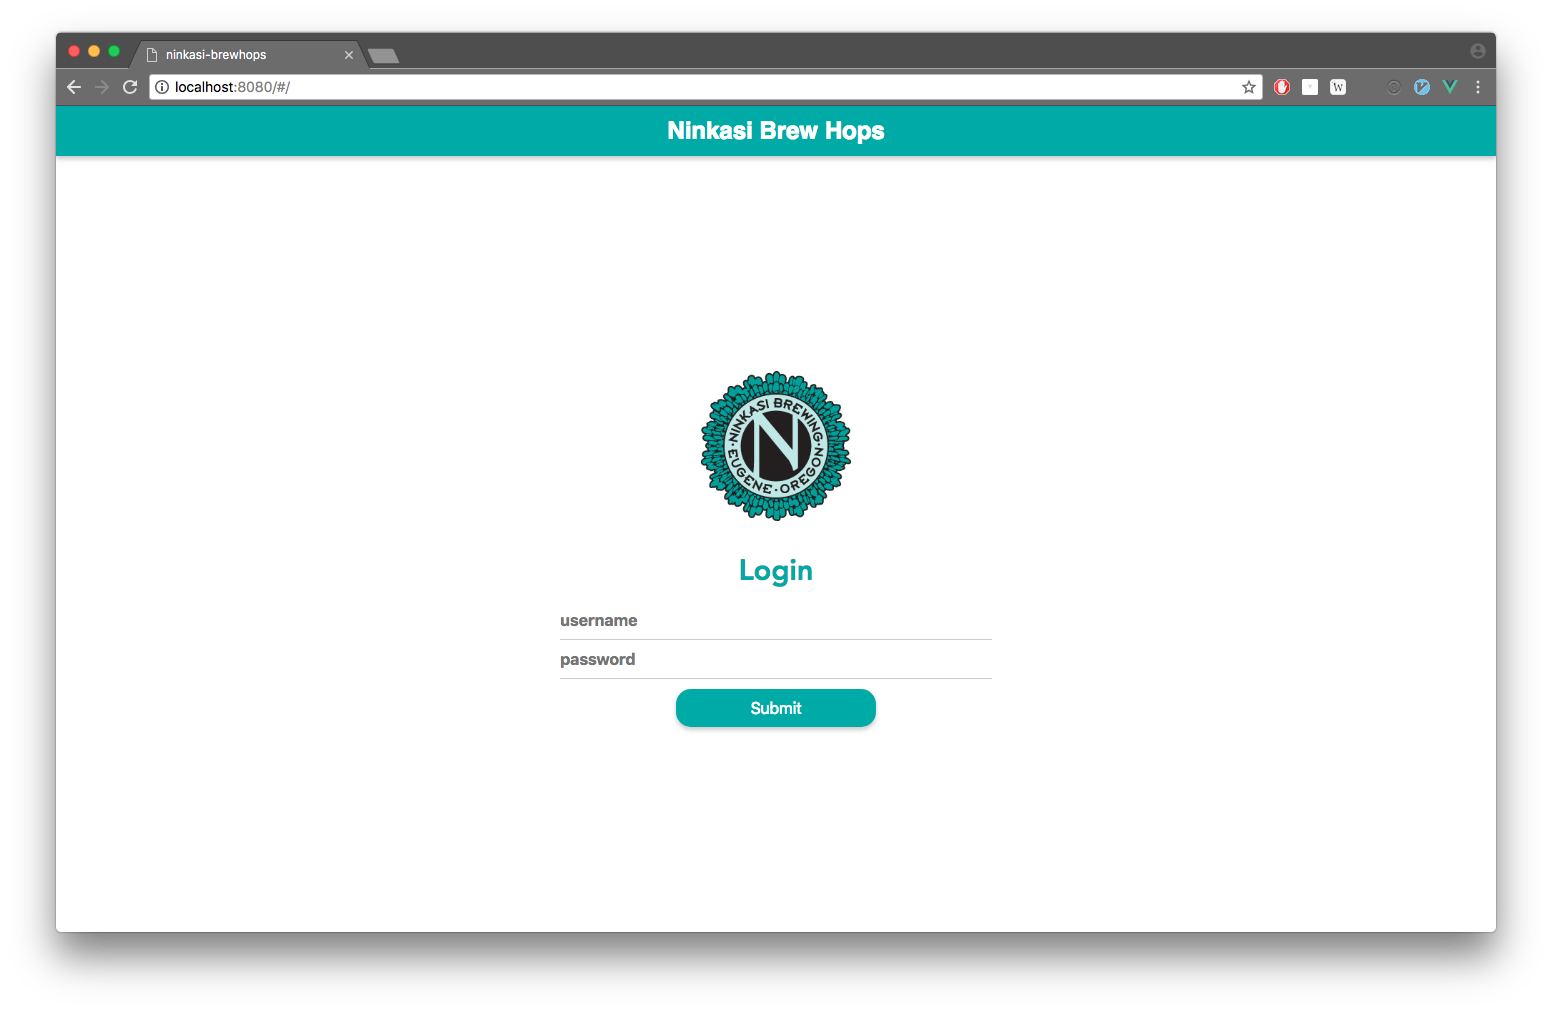 ninkasi-brewhops
localhost:8080/#/
W
Ninkasi Brew Hops
NINKASI BREWING
N
EUGENE · OREGON
Login
username
password
Submit